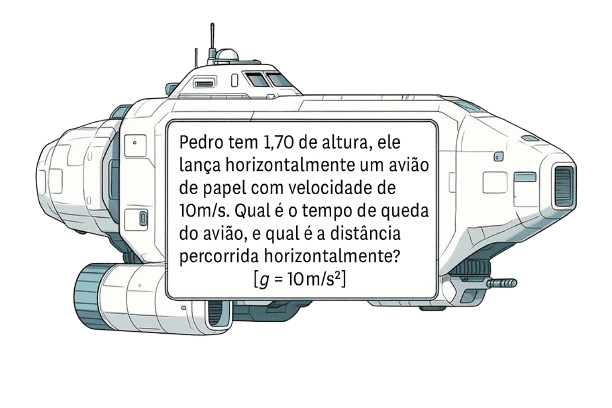 Pedro tem 1,70 de altura, ele
lança horizontalmente um avião
de papel com velocidade de
10m/s. Qual é o tempo de queda
do avião, e qual é a distância
percorrida horizontalmente?
[g = 10m/s²]